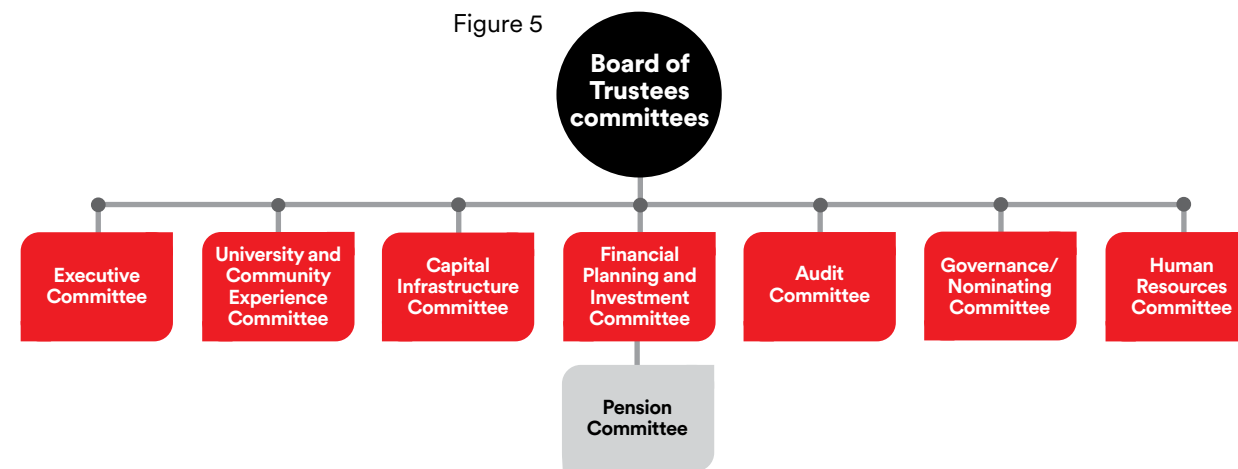 Figure 5
Board of
Trustees
committees
Executive
Committee
University and
Community
Experience
Committee
Capital
Infrastructure
Committee
Financial
Planning and
Investment
Committee
Audit
Committee
Governance/
Nominating
Committee
Human
Resources
Committee
Pension
Committee